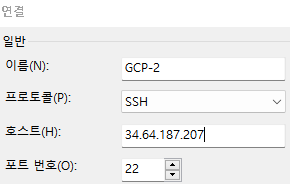 연결
일반
이름(N): GCP-2
프로토콜(P): SSH
호스트(H): 34.64.187.207
포트 번호(O): 22